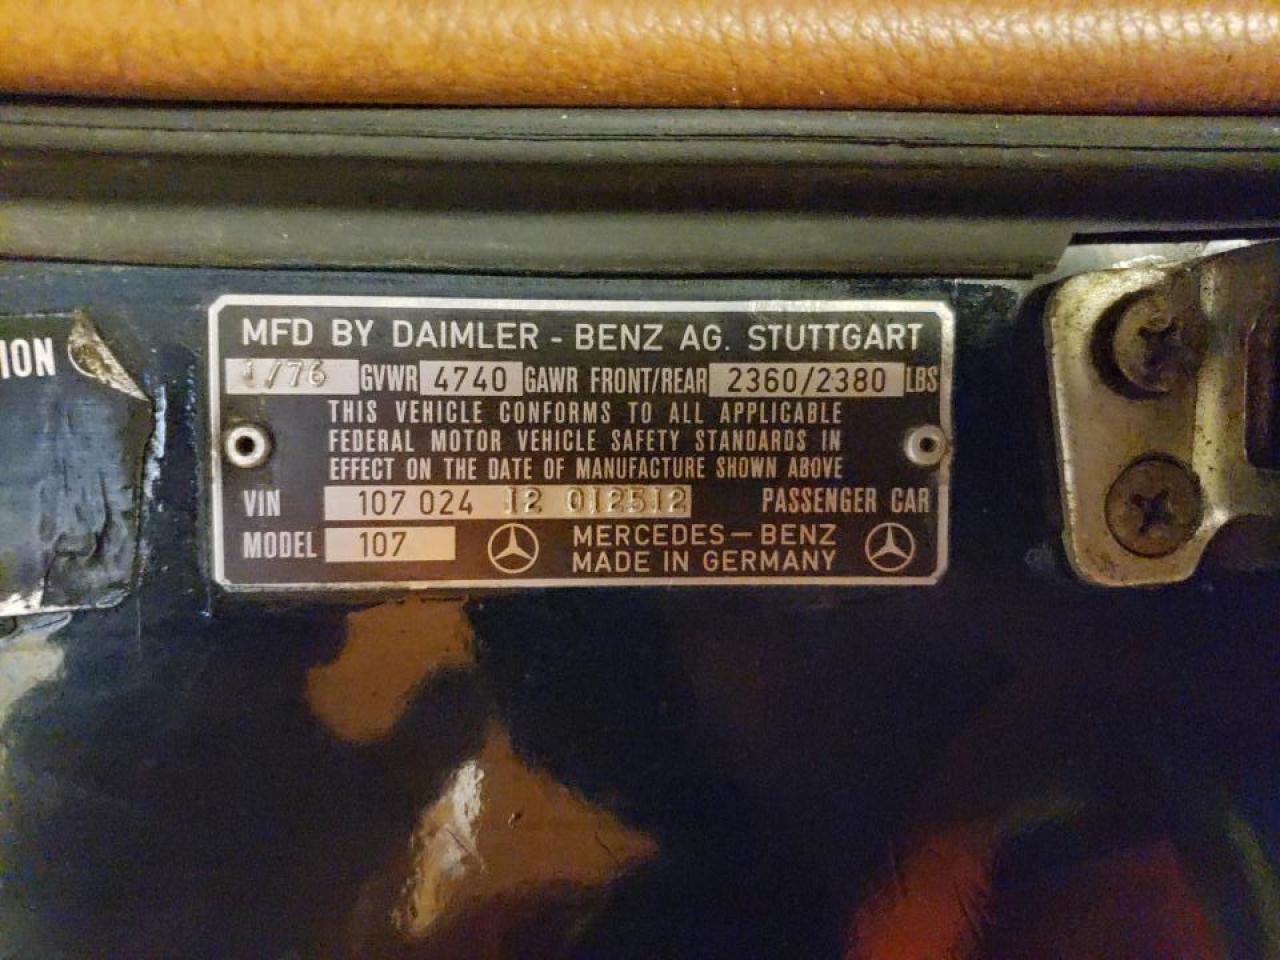 ION
MFD BY DAIMLER - BENZ AG. STUTTGART
1/76 GVWR 4740 GAWR FRONT/REAR 2360/2380 LBS
THIS VEHICLE CONFORMS TO ALL APPLICABLE
FEDERAL MOTOR VEHICLE SAFETY STANDARDS IN
EFFECT ON THE DATE OF MANUFACTURE SHOWN ABOVE
VIN 107 024 12 012512 PASSENGER CAR
MODEL 107 MERCEDES - BENZ
MADE IN GERMANY